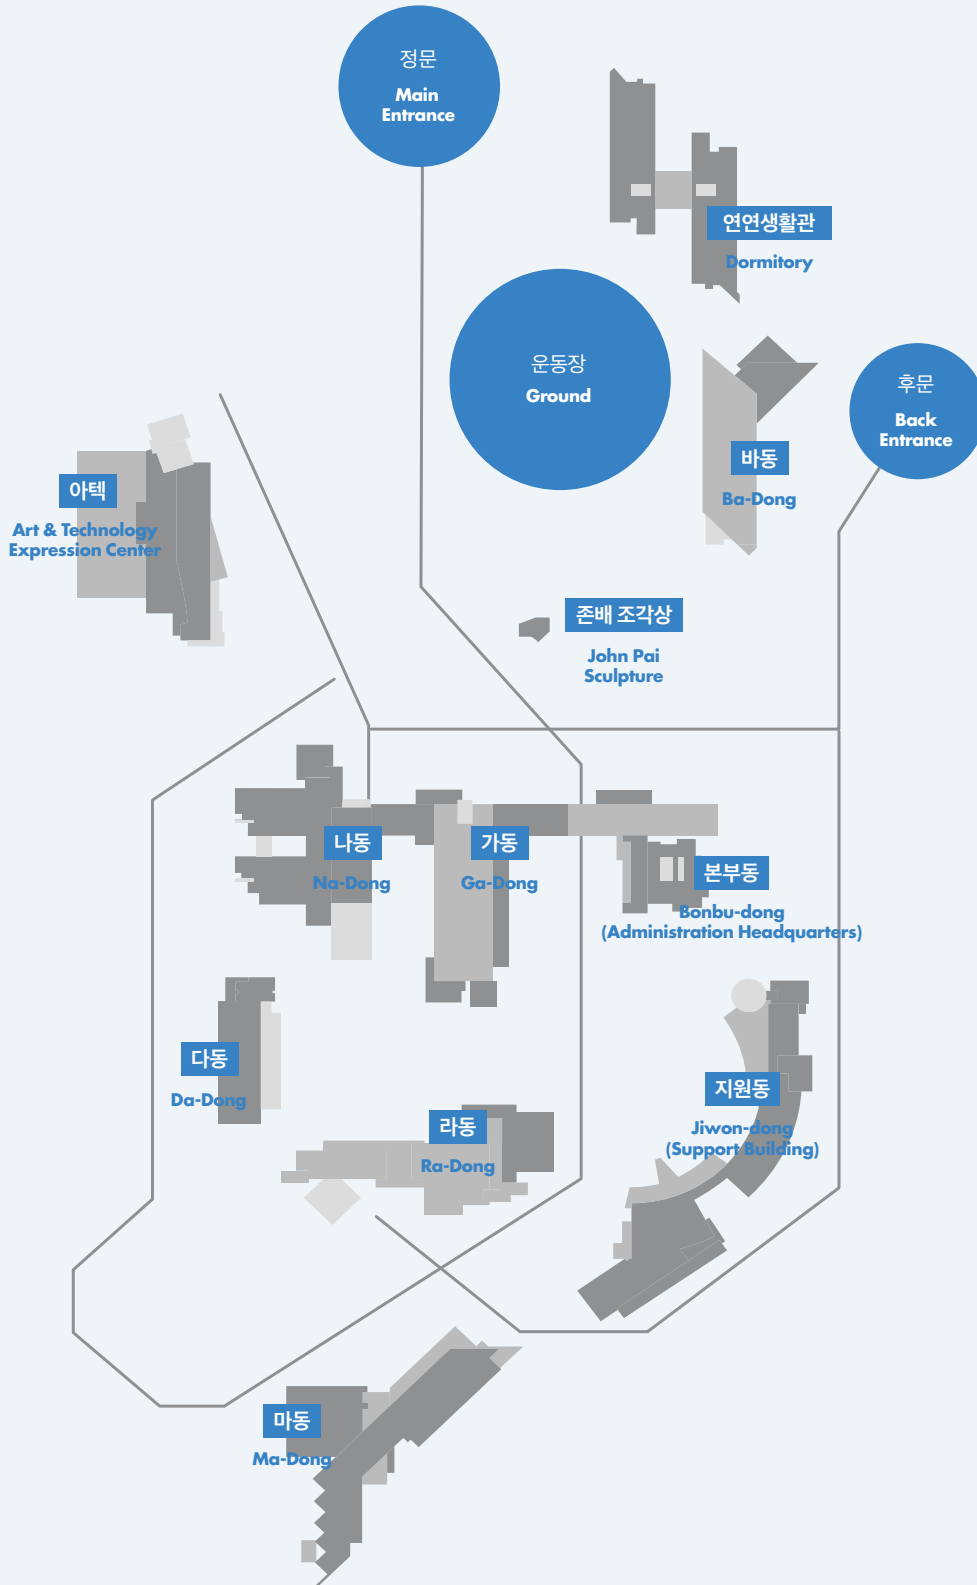 정문
Main
Entrance
연연생활관
Dormitory
운동장
Ground
후문
Back
Entrance
바동
Ba-Dong
아텍
Art & Technology
Expression Center
존배 조각상
John Pai
Sculpture
나동
Na-Dong
가동
Ga-Dong
본부동
Bonbu-dong
(Administration Headquarters)
다동
Da-Dong
지원동
Jiwon-dong
(Support Building)
라동
Ra-Dong
마동
Ma-Dong